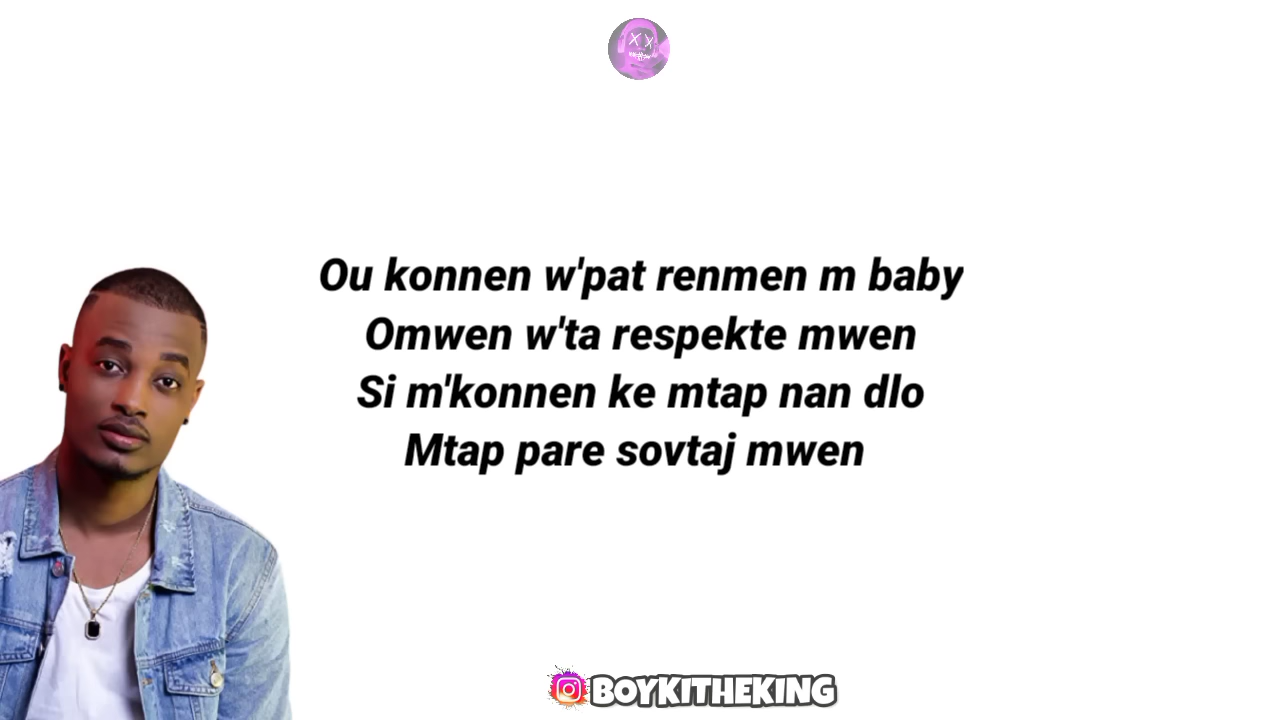 Ou konnen w'pat renmen m baby
Omwen w'ta respekte mwen
Si m'konnen ke mtap nan dlo
Mtap pare sovtaj mwen
BOYKITHEKING